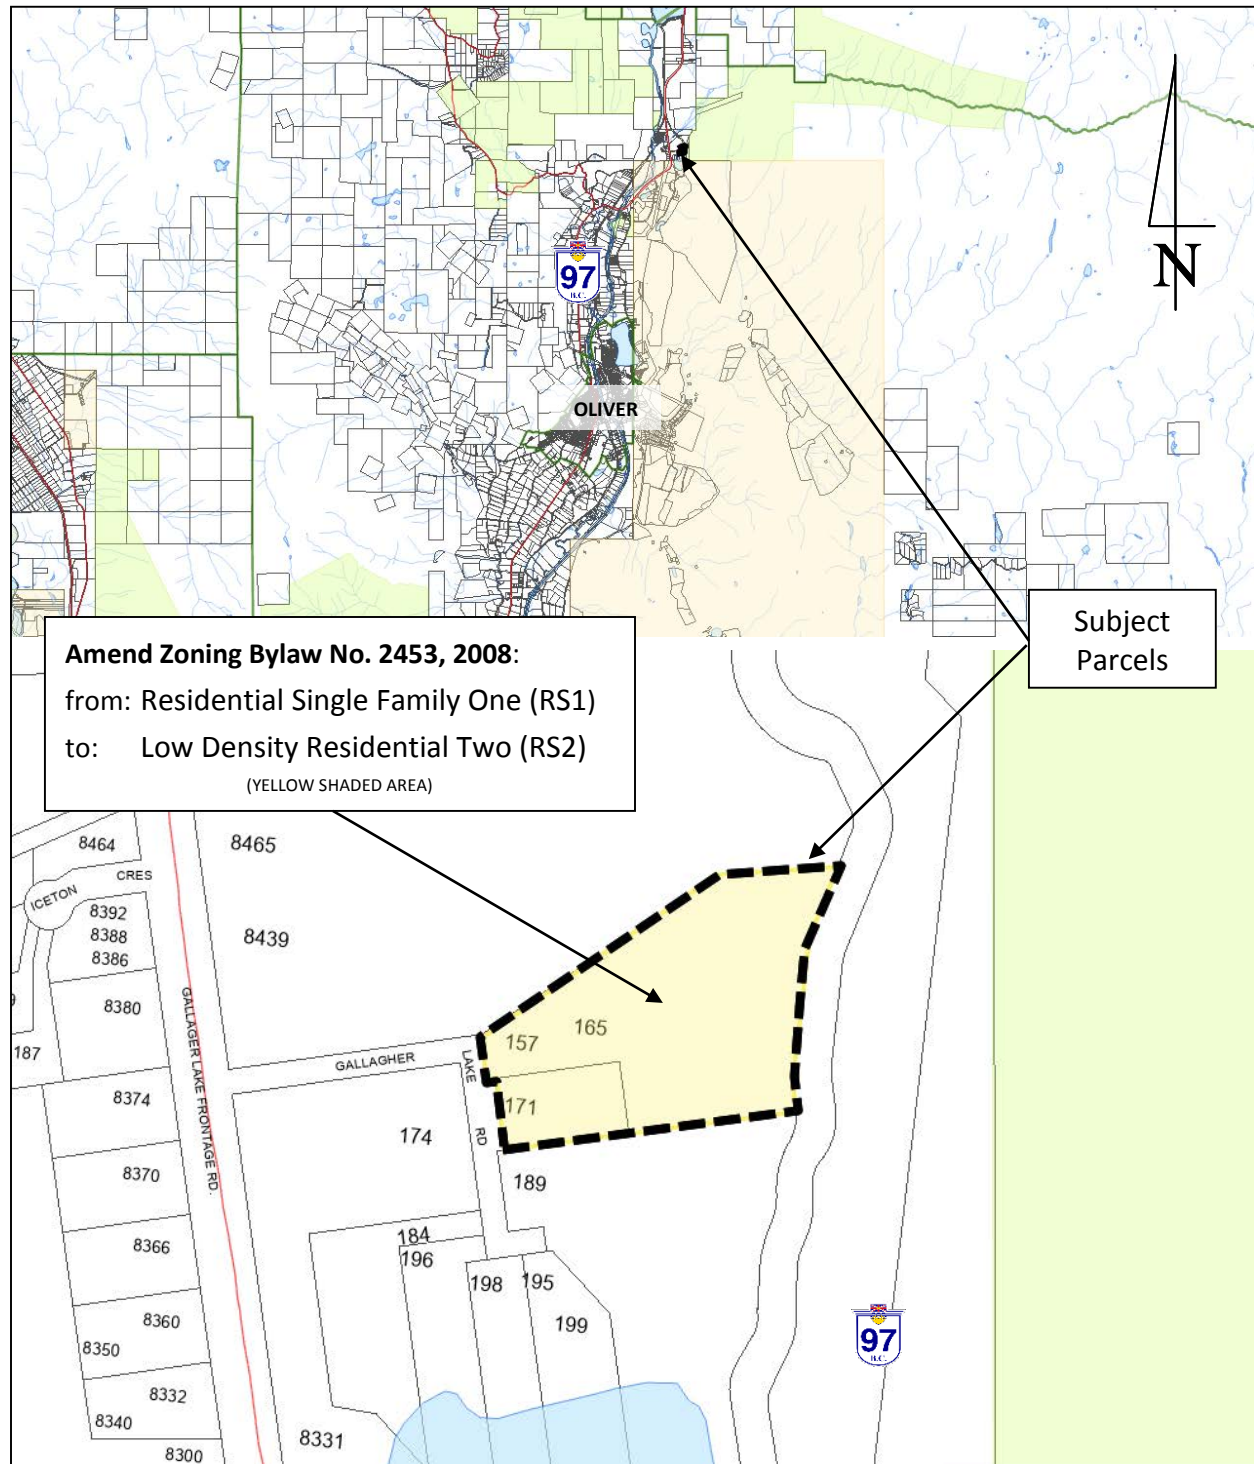 N
97
B.C.
OLIVER
Subject
Parcels
Amend Zoning Bylaw No. 2453, 2008:
from: Residential Single Family One (RS1)
to: Low Density Residential Two (RS2)
(YELLOW SHADED AREA)
8464
8465
CRES
ICETON
8392
8388
8386
8439
8380
187
GALLAGER LAKE FRONTAGE RD.
GALLAGHER
LAKE
RD
157
165
171
8374
174
8370
189
8366
184
196
198
195
199
8360
8350
8332
8340
8331
8300
97
B.C.